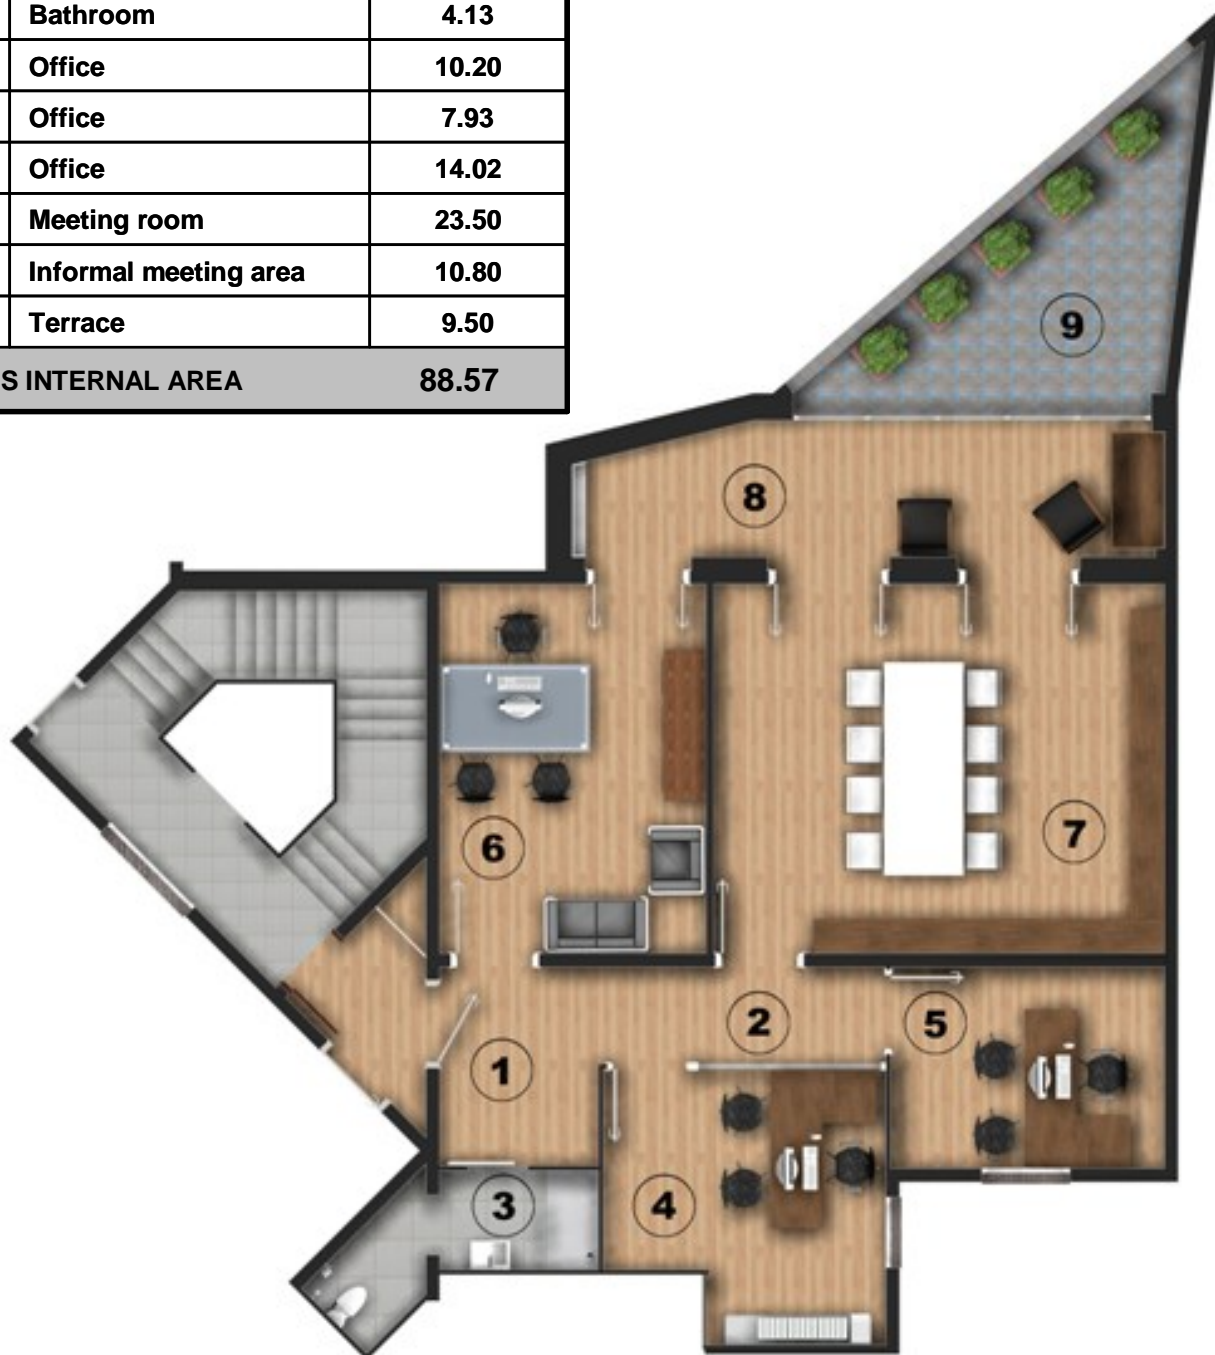 Bathroom 4.13
Office 10.20
Office 7.93
Office 14.02
Meeting room 23.50
Informal meeting area 10.80
Terrace 9.50
S INTERNAL AREA 88.57
9
8
7
6
5
2
1
3
4